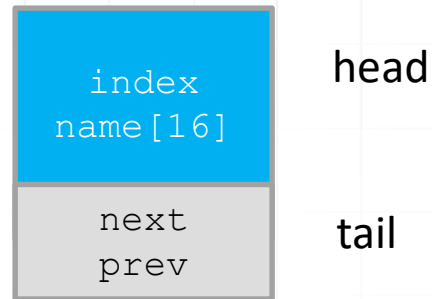 index
name[16]
head
next
prev
tail